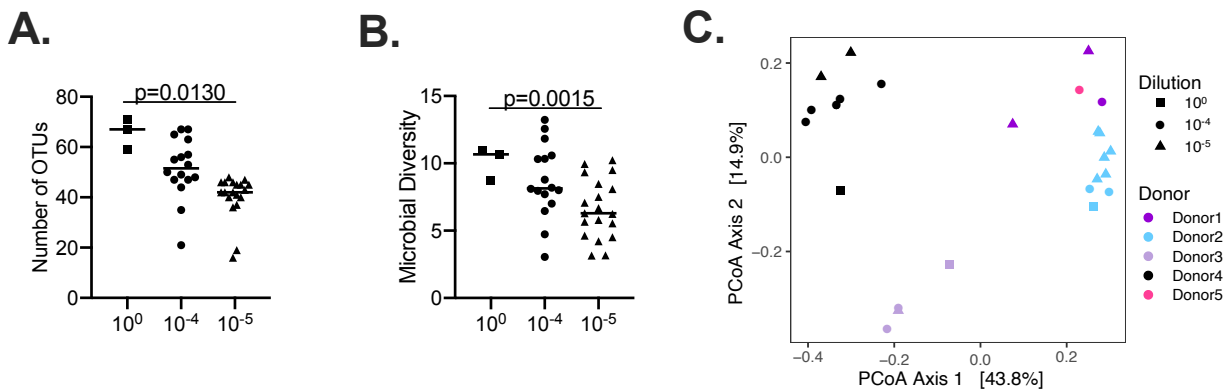 A.
p=0.0130
Number of OTUs
80
60
40
20
0
10⁰
10⁻⁴
10⁻⁵
B.
p=0.0015
Microbial Diversity
15
10
5
0
10⁰
10⁻⁴
10⁻⁵
C.
PCoA Axis 2 [14.9%]
0.2
0.0
−0.2
−0.4
−0.2
0.0
0.2
PCoA Axis 1 [43.8%]
Dilution
10⁰
10⁻⁴
10⁻⁵
Donor
Donor1
Donor2
Donor3
Donor4
Donor5